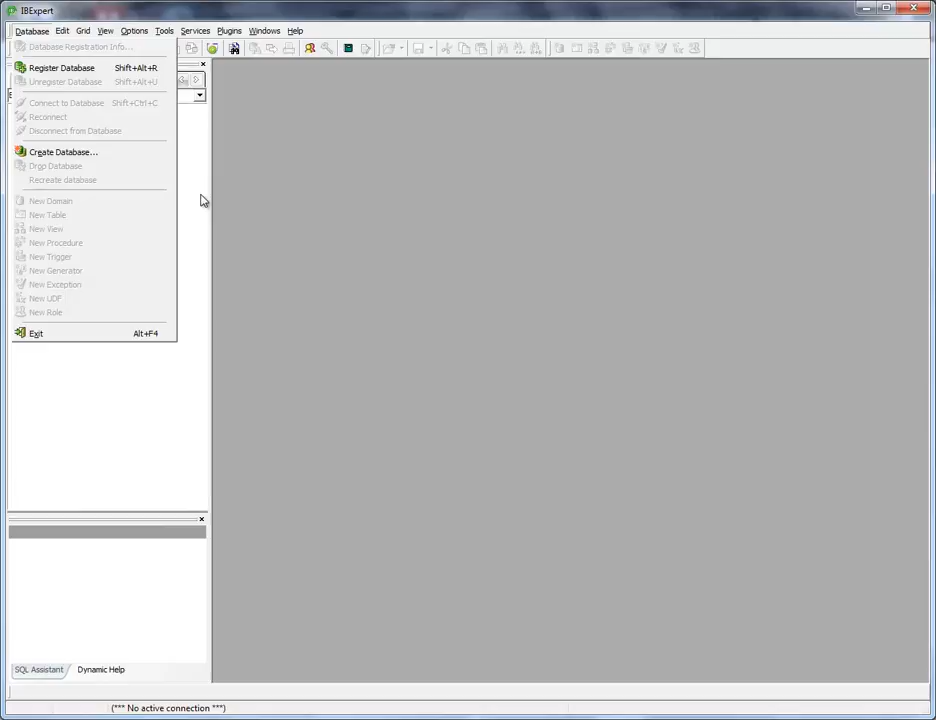 IBExpert
Database Edit Grid View Options Tools Services Plugins Windows Help
Database Registration Info...
Register Database Shift+Alt+R
Unregister Database Shift+Alt+U
Connect to Database Shift+Ctrl+C
Reconnect
Disconnect from Database
Create Database...
Drop Database
Recreate database
New Domain
New Table
New View
New Procedure
New Trigger
New Generator
New Exception
New UDF
New Role
Exit Alt+F4
SQL Assistant Dynamic Help
(*** No active connection ***)